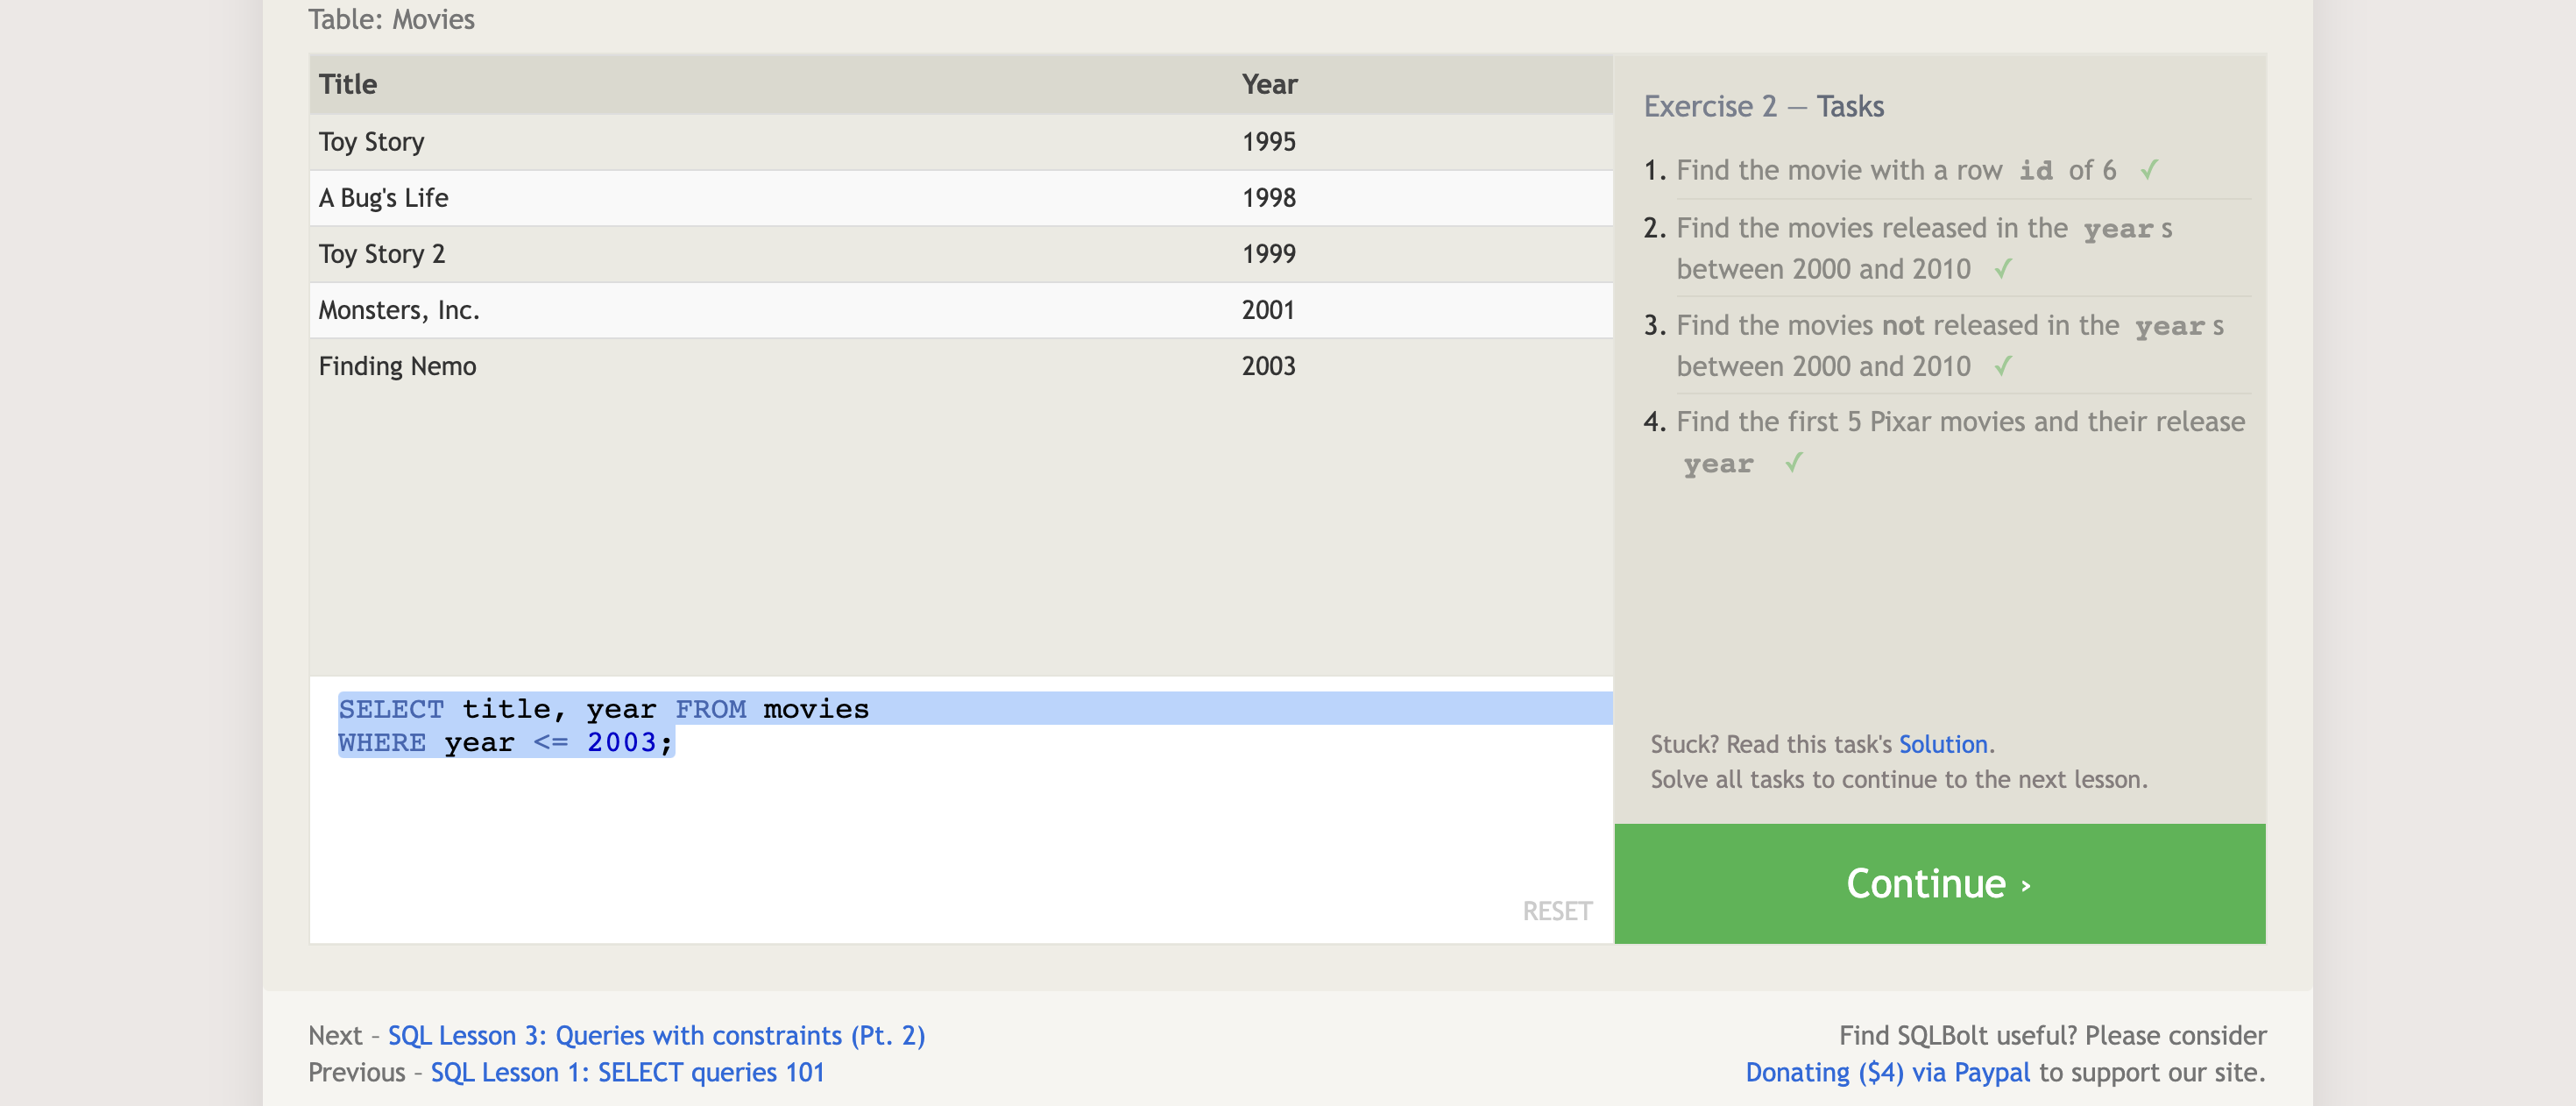 Table: Movies
Title Year
Toy Story 1995
A Bug's Life 1998
Toy Story 2 1999
Monsters, Inc. 2001
Finding Nemo 2003
SELECT title, year FROM movies
WHERE year <= 2003;
RESET
Exercise 2 — Tasks
1. Find the movie with a row id of 6 ✓
2. Find the movies released in the year s
between 2000 and 2010 ✓
3. Find the movies not released in the year s
between 2000 and 2010 ✓
4. Find the first 5 Pixar movies and their release
year ✓
Stuck? Read this task's Solution.
Solve all tasks to continue to the next lesson.
Continue ›
Next – SQL Lesson 3: Queries with constraints (Pt. 2)
Previous – SQL Lesson 1: SELECT queries 101
Find SQLBolt useful? Please consider
Donating ($4) via Paypal to support our site.